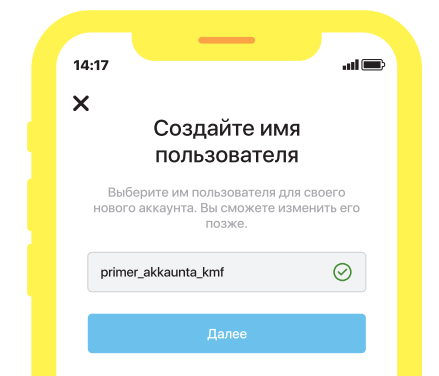 14:17
Создайте имя
пользователя
Выберите им пользователя для своего
нового аккаунта. Вы сможете изменить его
позже.
primer_akkaunta_kmf
Далее